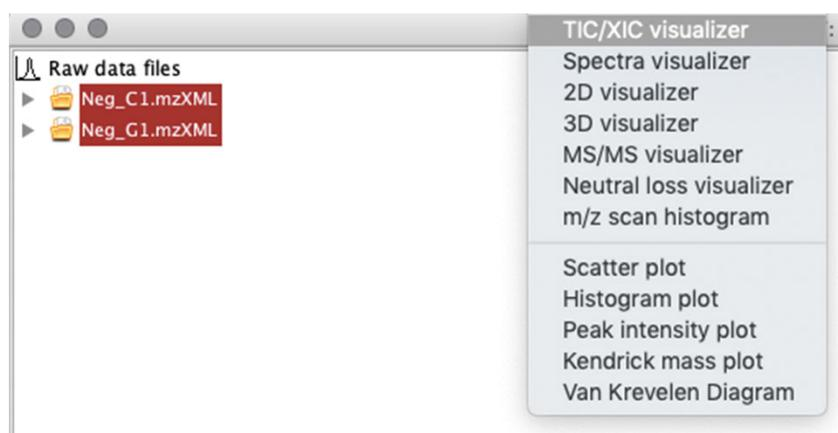 Raw data files
Neg_C1.mzXML
Neg_G1.mzXML
TIC/XIC visualizer
Spectra visualizer
2D visualizer
3D visualizer
MS/MS visualizer
Neutral loss visualizer
m/z scan histogram
Scatter plot
Histogram plot
Peak intensity plot
Kendrick mass plot
Van Krevelen Diagram